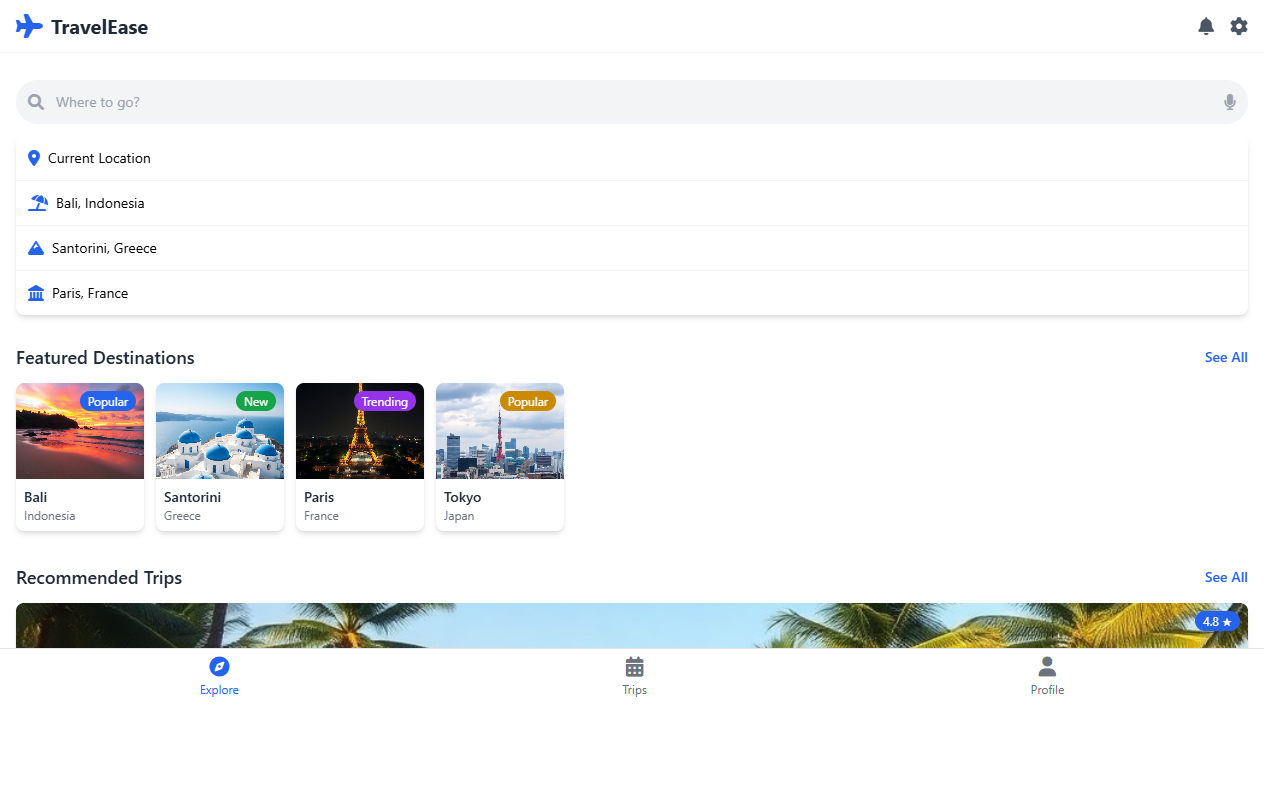 TravelEase
Where to go?
Current Location
Bali, Indonesia
Santorini, Greece
Paris, France
Featured Destinations
See All
Popular
New
Trending
Popular
Bali
Indonesia
Santorini
Greece
Paris
France
Tokyo
Japan
Recommended Trips
See All
4.8 ★
Explore
Trips
Profile